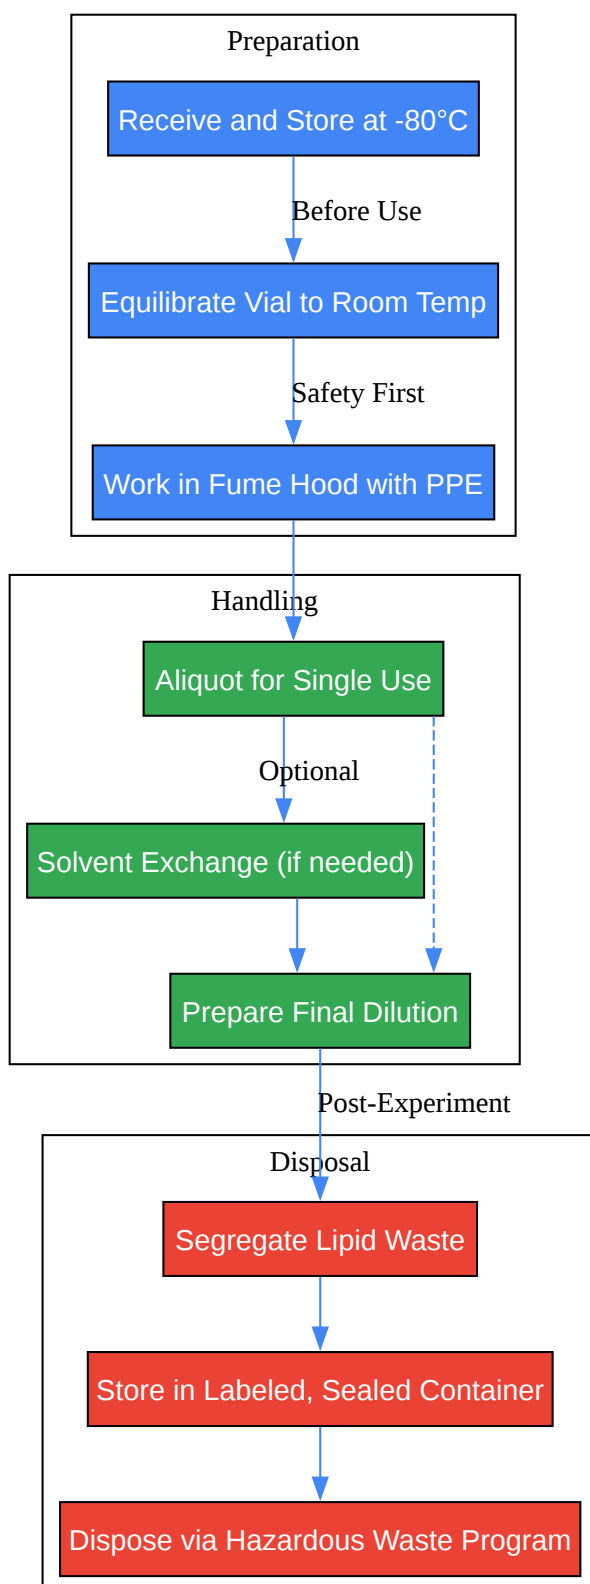 Preparation
Receive and Store at -80°C
Before Use
Equilibrate Vial to Room Temp
Safety First
Work in Fume Hood with PPE
Handling
Aliquot for Single Use
Optional
Solvent Exchange (if needed)
Prepare Final Dilution
Post-Experiment
Disposal
Segregate Lipid Waste
Store in Labeled, Sealed Container
Dispose via Hazardous Waste Program